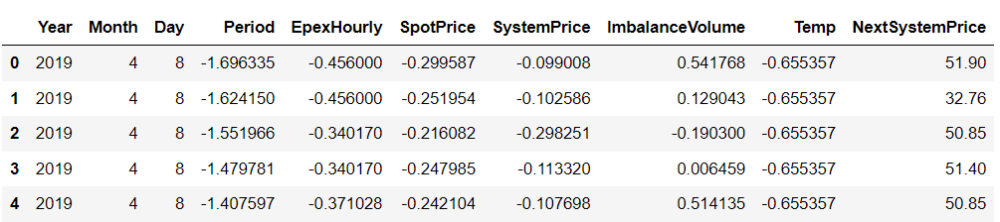 Year Month Day Period EpexHourly SpotPrice SystemPrice ImbalanceVolume Temp NextSystemPrice
0 2019 4 8 -1.696335 -0.456000 -0.299587 -0.099008 0.541768 -0.655357 51.90
1 2019 4 8 -1.624150 -0.456000 -0.251954 -0.102586 0.129043 -0.655357 32.76
2 2019 4 8 -1.551966 -0.340170 -0.216082 -0.298251 -0.190300 -0.655357 50.85
3 2019 4 8 -1.479781 -0.340170 -0.247985 -0.113320 0.006459 -0.655357 51.40
4 2019 4 8 -1.407597 -0.371028 -0.242104 -0.107698 0.514135 -0.655357 50.85